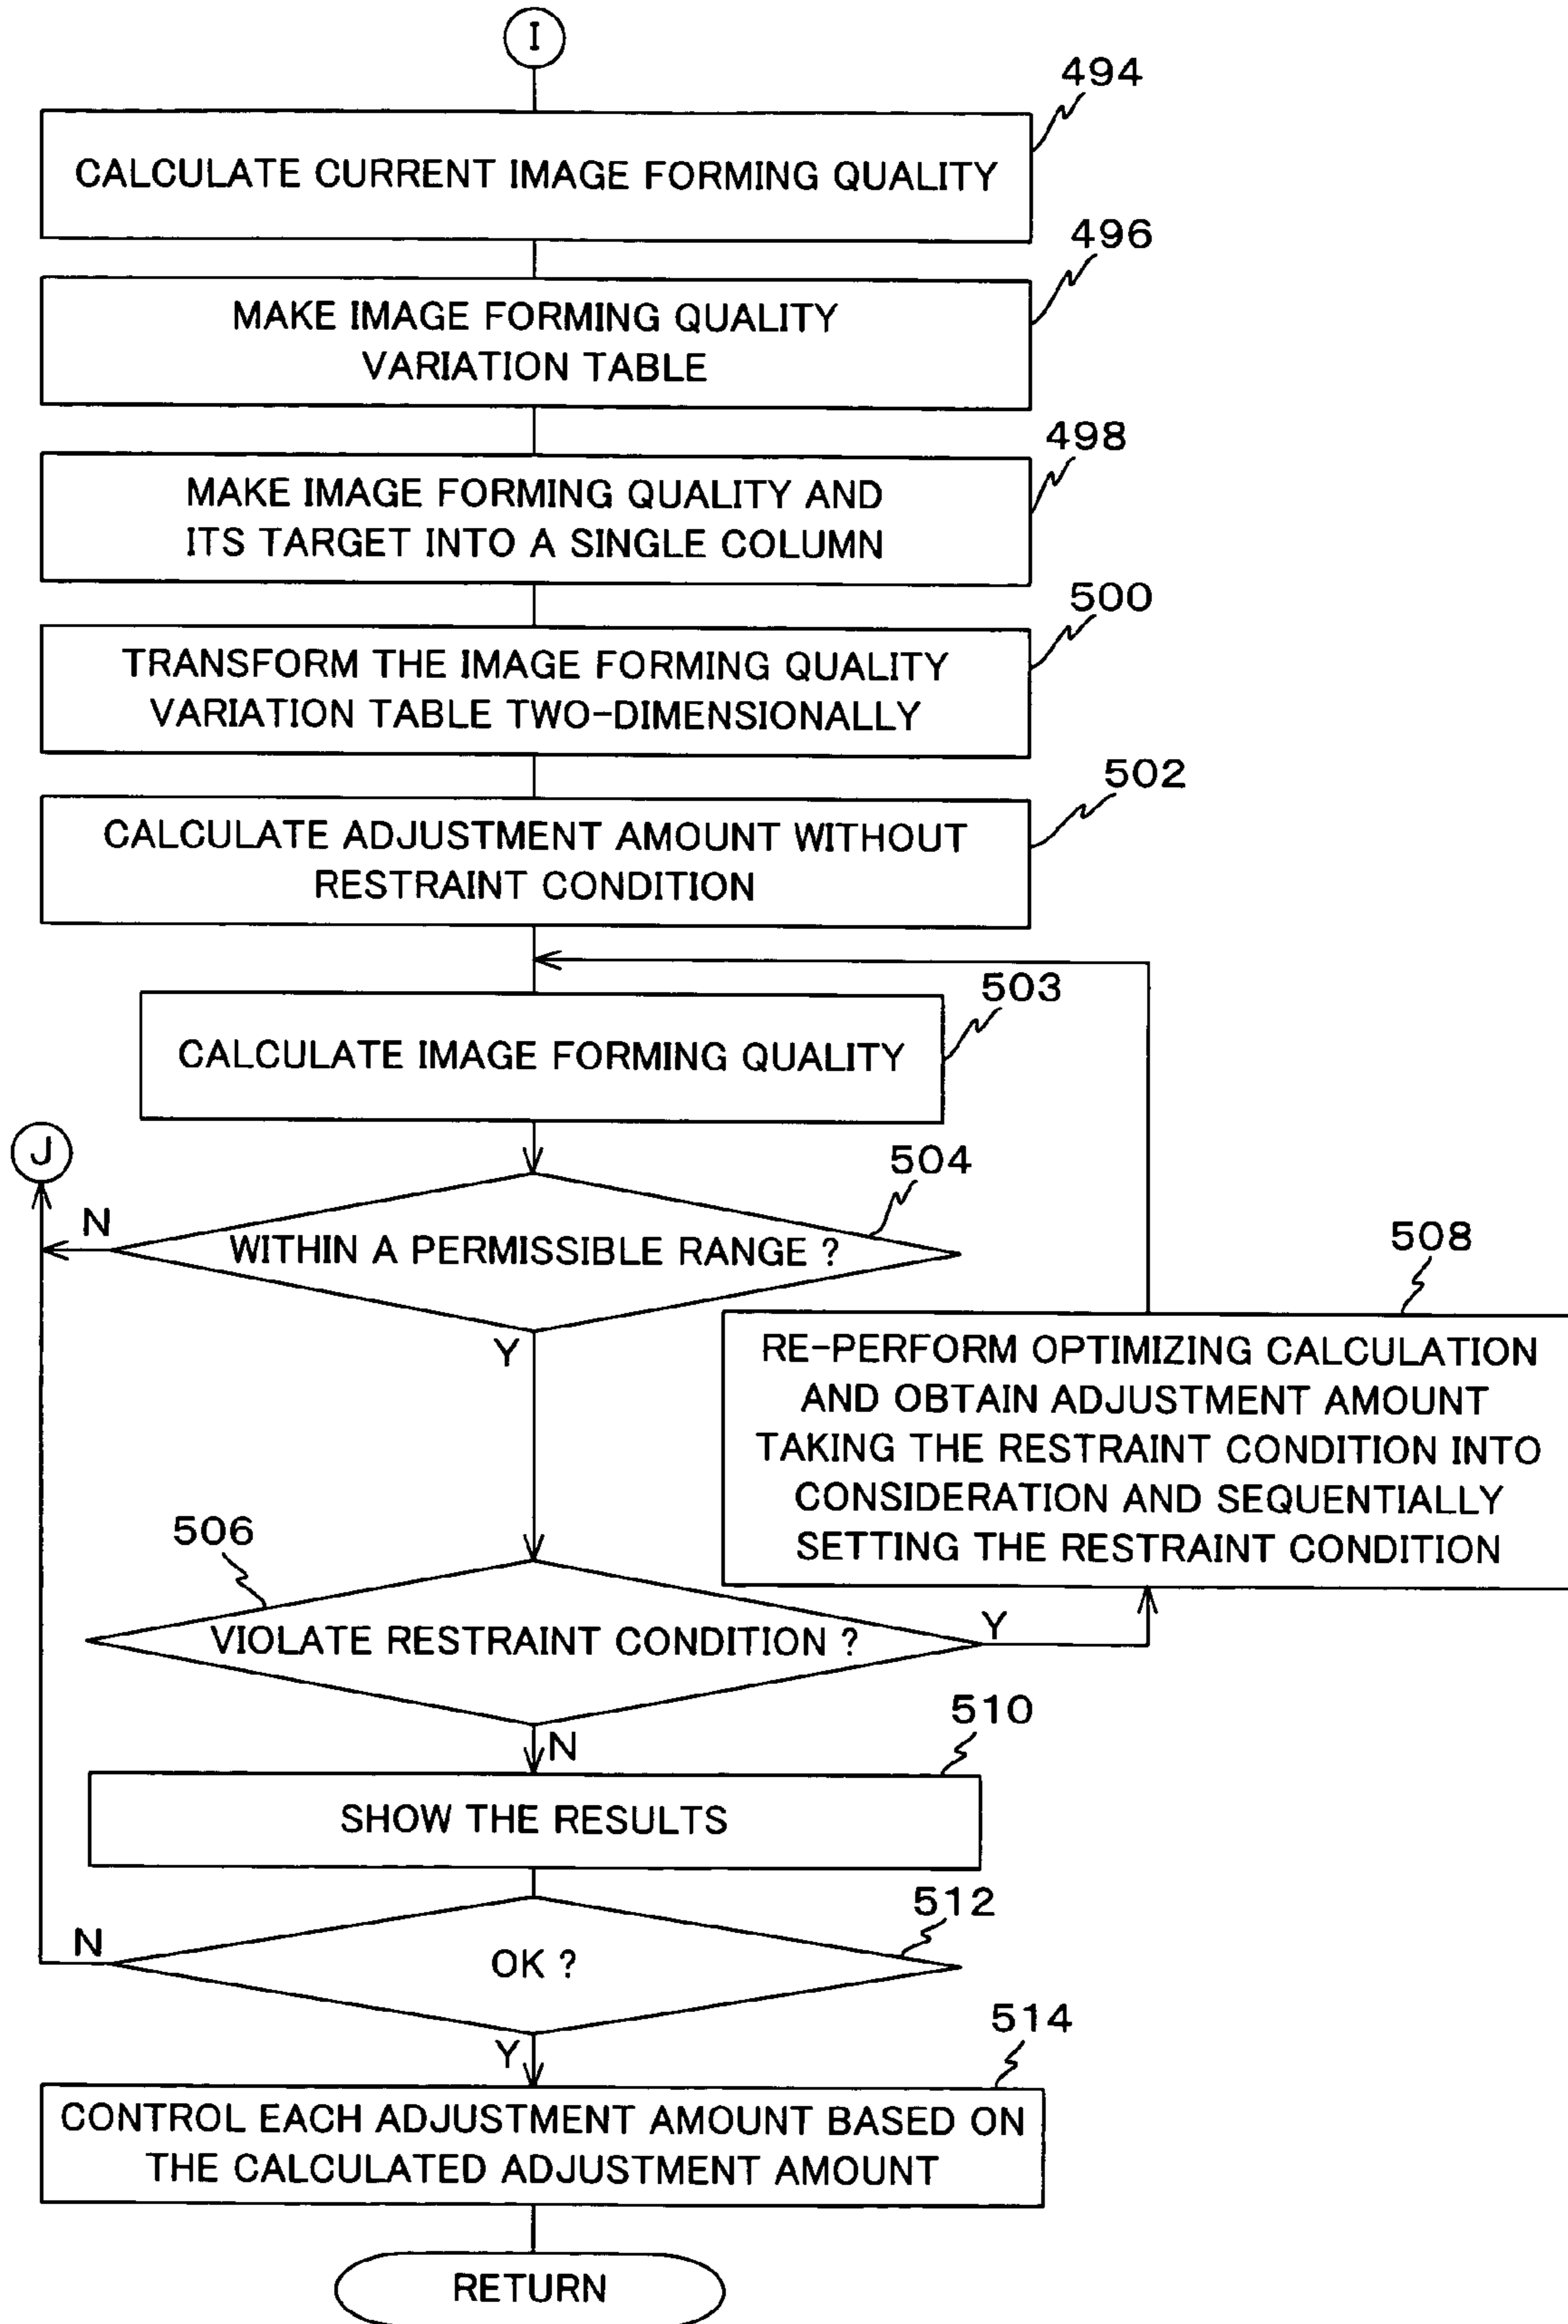 I
494
CALCULATE CURRENT IMAGE FORMING QUALITY
496
MAKE IMAGE FORMING QUALITY
VARIATION TABLE
498
MAKE IMAGE FORMING QUALITY AND
ITS TARGET INTO A SINGLE COLUMN
500
TRANSFORM THE IMAGE FORMING QUALITY
VARIATION TABLE TWO-DIMENSIONALLY
502
CALCULATE ADJUSTMENT AMOUNT WITHOUT
RESTRAINT CONDITION
503
CALCULATE IMAGE FORMING QUALITY
J
504
N
WITHIN A PERMISSIBLE RANGE ?
Y
508
RE-PERFORM OPTIMIZING CALCULATION
AND OBTAIN ADJUSTMENT AMOUNT
TAKING THE RESTRAINT CONDITION INTO
CONSIDERATION AND SEQUENTIALLY
SETTING THE RESTRAINT CONDITION
506
VIOLATE RESTRAINT CONDITION ?
Y
N
510
SHOW THE RESULTS
512
N
OK ?
Y
514
CONTROL EACH ADJUSTMENT AMOUNT BASED ON
THE CALCULATED ADJUSTMENT AMOUNT
RETURN